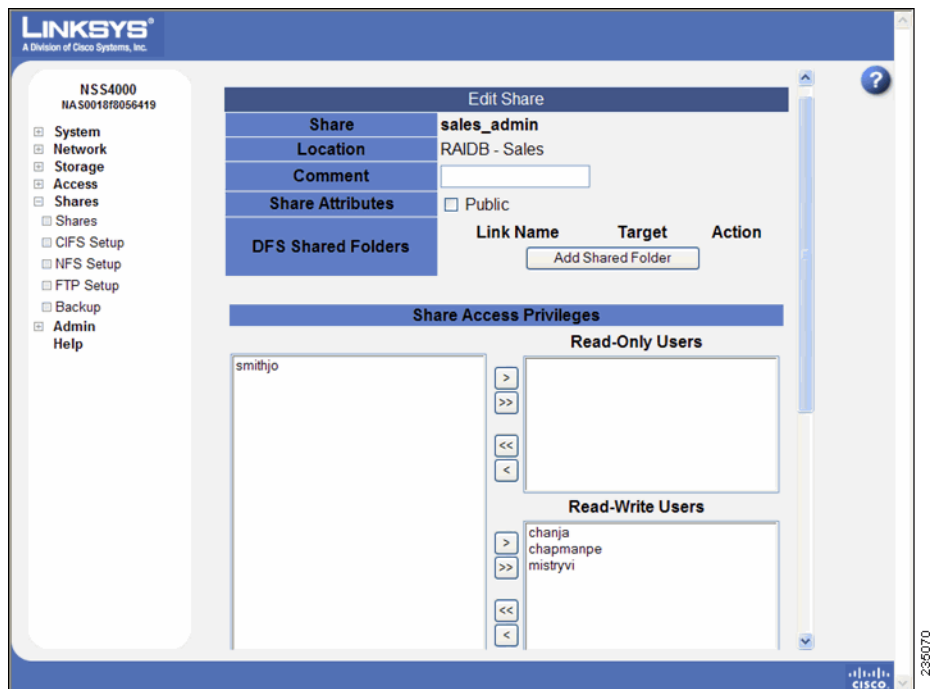 LINKSYS®
A Division of Cisco Systems, Inc.
?
NSS4000
NAS0018f8056419
System
Network
Storage
Access
Shares
Shares
CIFS Setup
NFS Setup
FTP Setup
Backup
Admin
Help
Edit Share
Share sales_admin
Location RAIDB - Sales
Comment
Share Attributes Public
DFS Shared Folders Link Name Target Action
Add Shared Folder
Share Access Privileges
Read-Only Users
smithjo
>
>>
<<
<
Read-Write Users
chanja
chapmanpe
mistryvi
>
>>
<<
<
CISCO.
235070